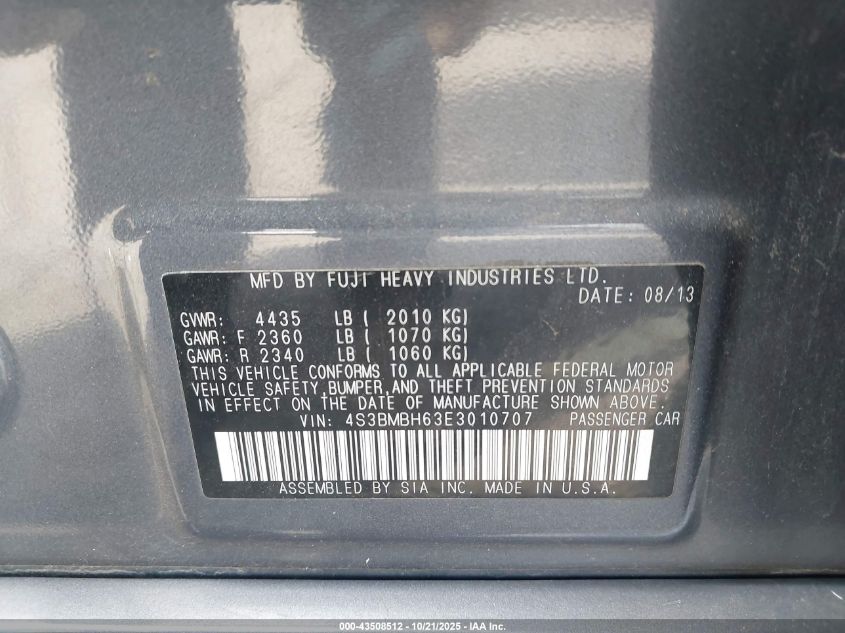 MFD BY FUJI HEAVY INDUSTRIES LTD.
DATE: 08/13
GVWR: 4435 LB ( 2010 KG)
GAWR: F 2360 LB ( 1070 KG)
GAWR: R 2340 LB ( 1060 KG)
THIS VEHICLE CONFORMS TO ALL APPLICABLE FEDERAL MOTOR
VEHICLE SAFETY,BUMPER,AND THEFT PREVENTION STANDARDS
IN EFFECT ON THE DATE OF MANUFACTURE SHOWN ABOVE.
VIN: 4S3BMBH63E3010707 PASSENGER CAR
ASSEMBLED BY SIA INC. MADE IN U.S.A.
000-43508512 - 10/21/2025 - IAA Inc.